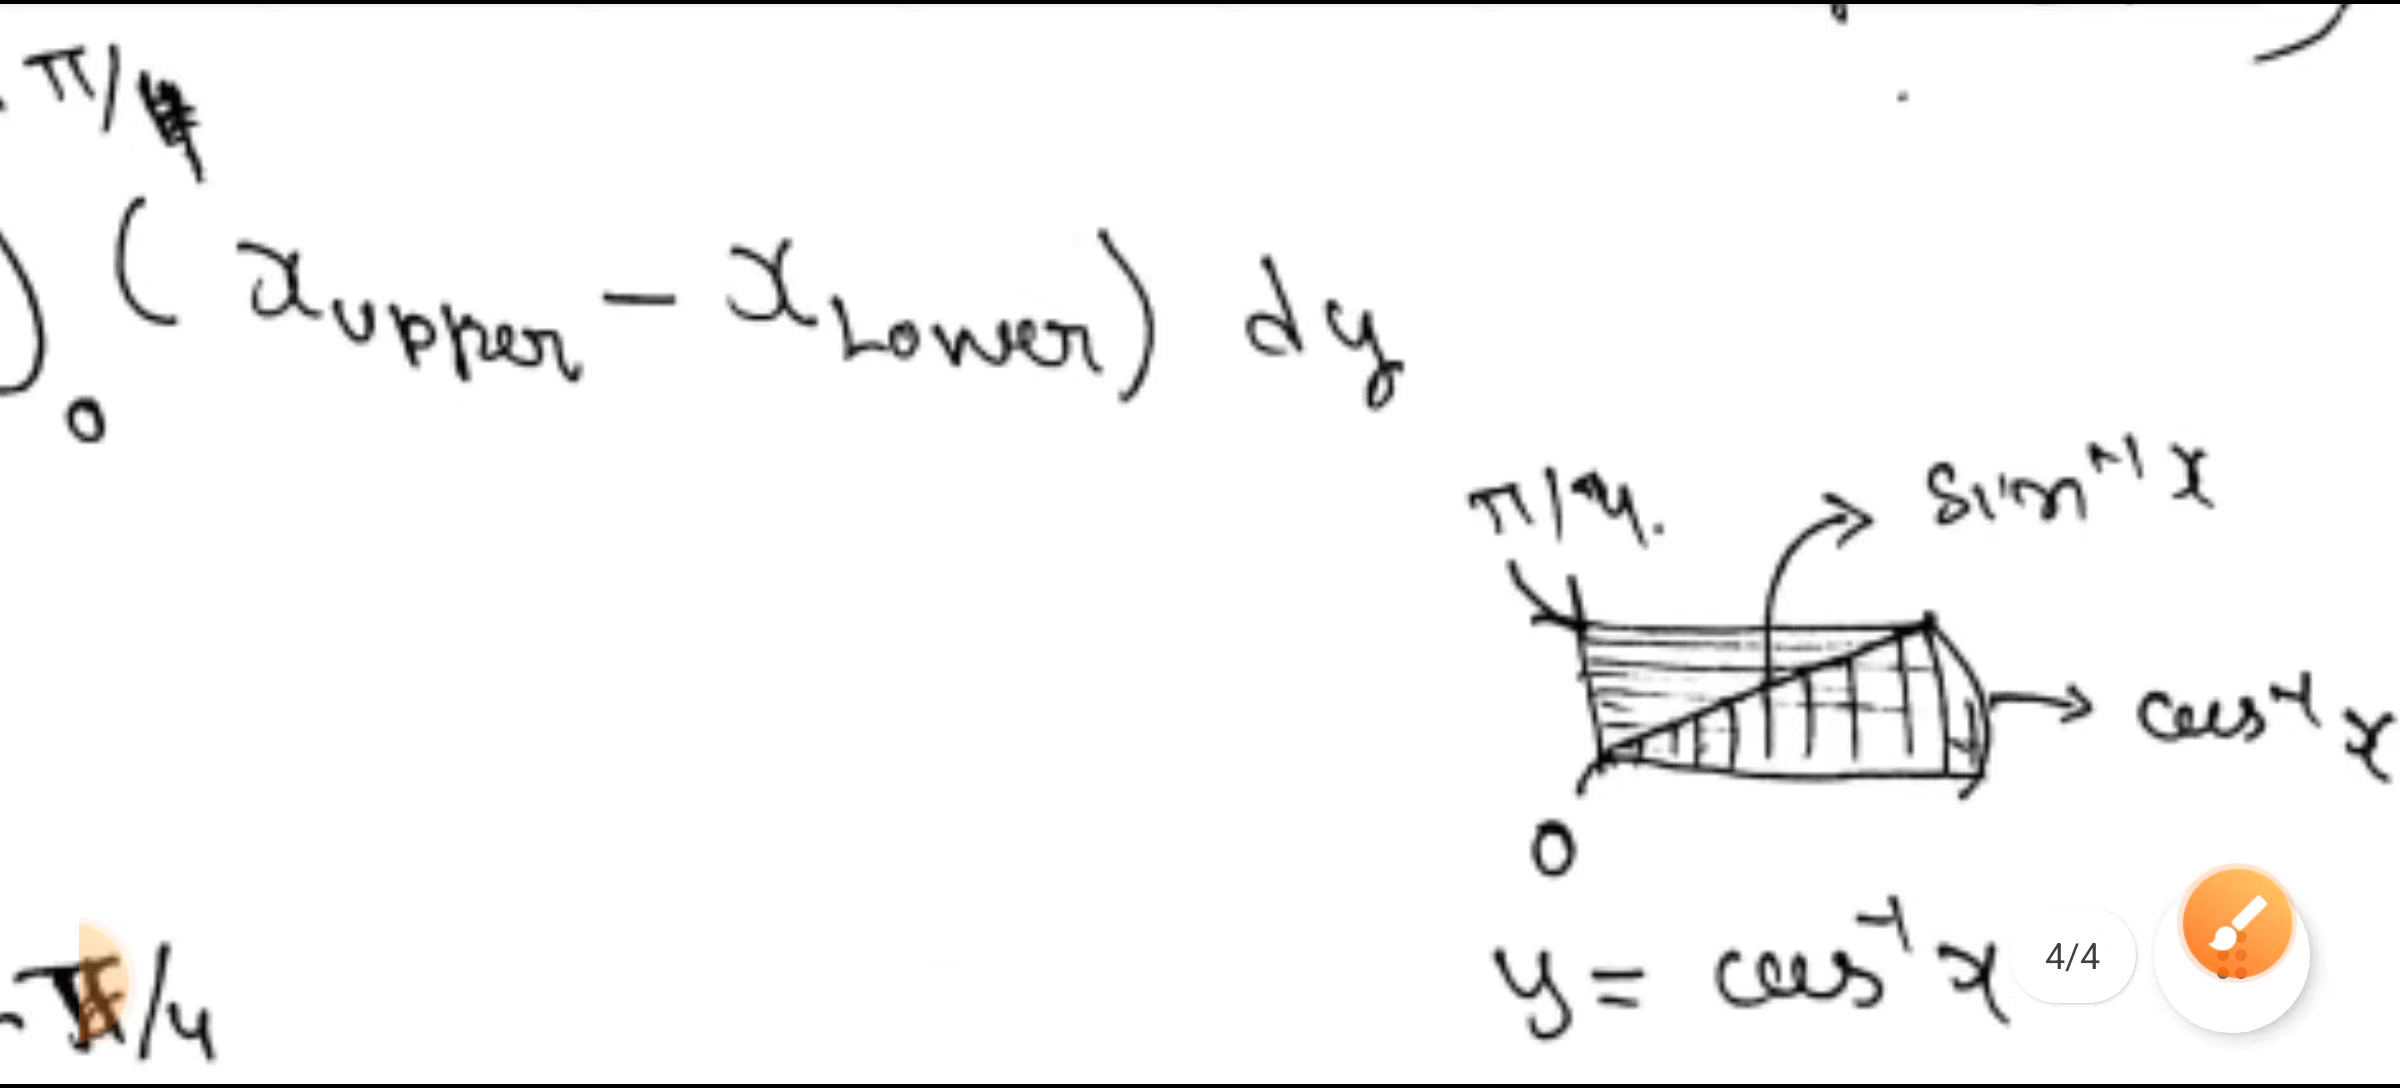 π/4
∫₀ (x_upper − x_Lower) dy
π/4.
sin⁻¹ x
cos⁻¹ x
0
y = cos⁻¹ x
4/4
π/4